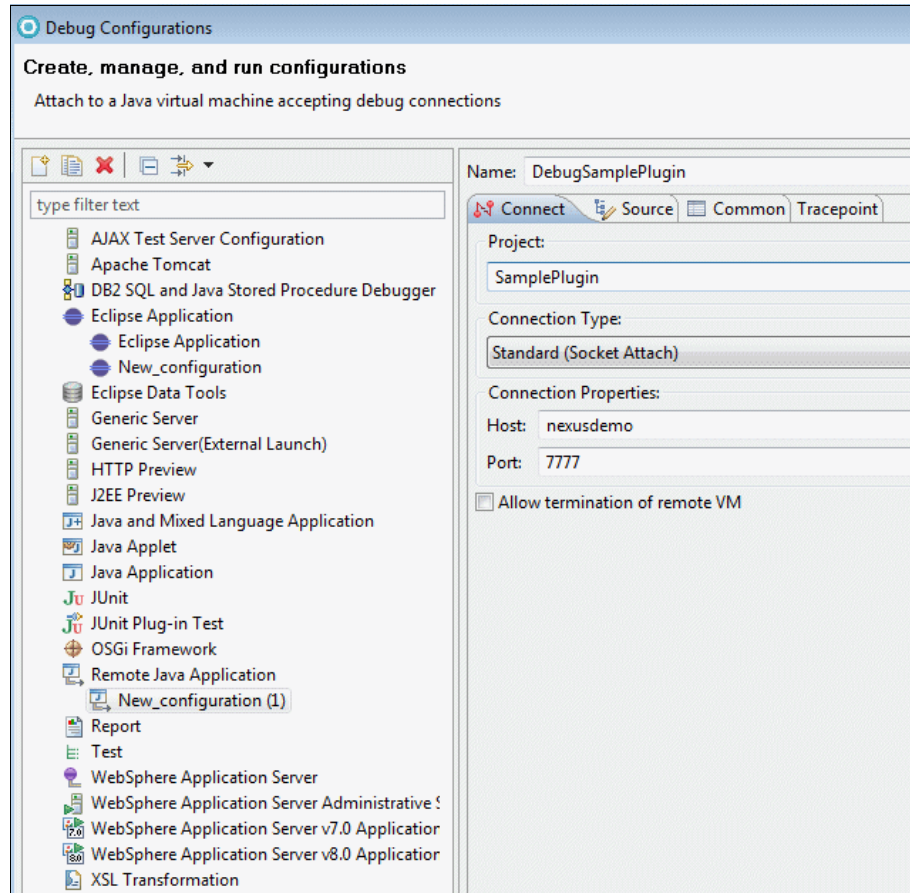 Debug Configurations
Create, manage, and run configurations
Attach to a Java virtual machine accepting debug connections
type filter text
AJAX Test Server Configuration
Apache Tomcat
DB2 SQL and Java Stored Procedure Debugger
Eclipse Application
Eclipse Application
New_configuration
Eclipse Data Tools
Generic Server
Generic Server(External Launch)
HTTP Preview
J2EE Preview
Java and Mixed Language Application
Java Applet
Java Application
JUnit
JUnit Plug-in Test
OSGi Framework
Remote Java Application
New_configuration (1)
Report
Test
WebSphere Application Server
WebSphere Application Server Administrative S
WebSphere Application Server v7.0 Application
WebSphere Application Server v8.0 Application
XSL Transformation
Name: DebugSamplePlugin
Connect Source Common Tracepoint
Project:
SamplePlugin
Connection Type:
Standard (Socket Attach)
Connection Properties:
Host: nexusdemo
Port: 7777
Allow termination of remote VM